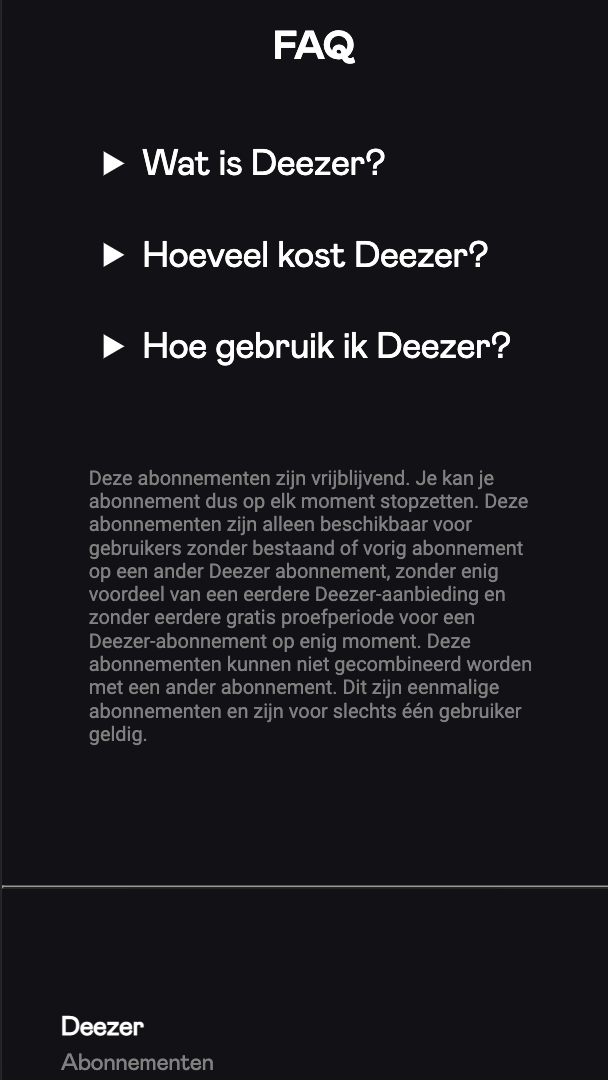 FAQ
Wat is Deezer?
Hoeveel kost Deezer?
Hoe gebruik ik Deezer?
Deze abonnementen zijn vrijblijvend. Je kan je
abonnement dus op elk moment stopzetten. Deze
abonnementen zijn alleen beschikbaar voor
gebruikers zonder bestaand of vorig abonnement
op een ander Deezer abonnement, zonder enig
voordeel van een eerdere Deezer-aanbieding en
zonder eerdere gratis proefperiode voor een
Deezer-abonnement op enig moment. Deze
abonnementen kunnen niet gecombineerd worden
met een ander abonnement. Dit zijn eenmalige
abonnementen en zijn voor slechts één gebruiker
geldig.
Deezer
Abonnementen